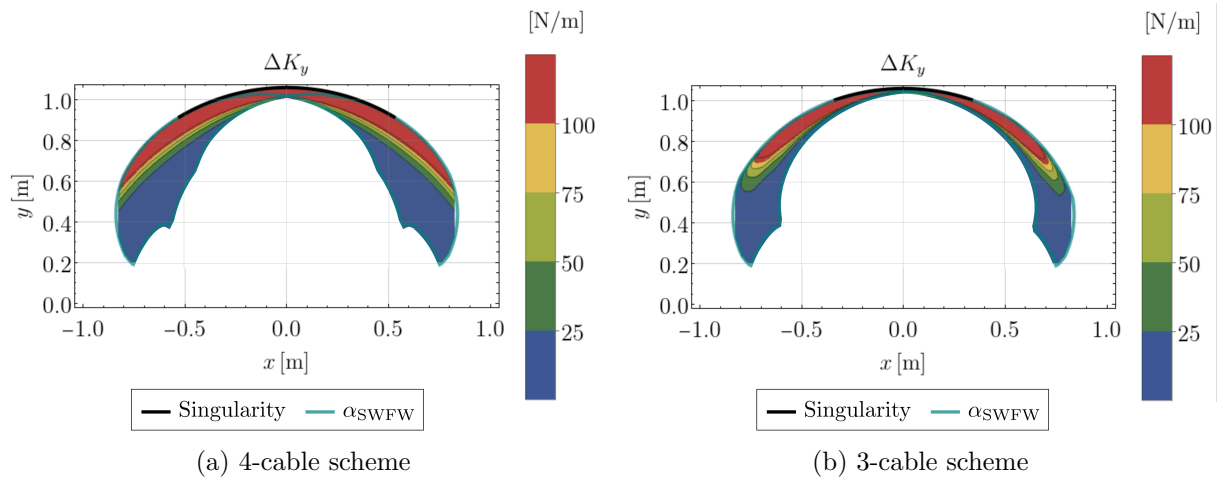 [N/m]
ΔK_y
1.0
0.8
0.6
0.4
0.2
0.0
y [m]
−1.0 −0.5 0.0 0.5 1.0
x [m]
100
75
50
25
Singularity α_SWFW
(a) 4-cable scheme
[N/m]
ΔK_y
1.0
0.8
0.6
0.4
0.2
0.0
y [m]
−1.0 −0.5 0.0 0.5 1.0
x [m]
100
75
50
25
Singularity α_SWFW
(b) 3-cable scheme